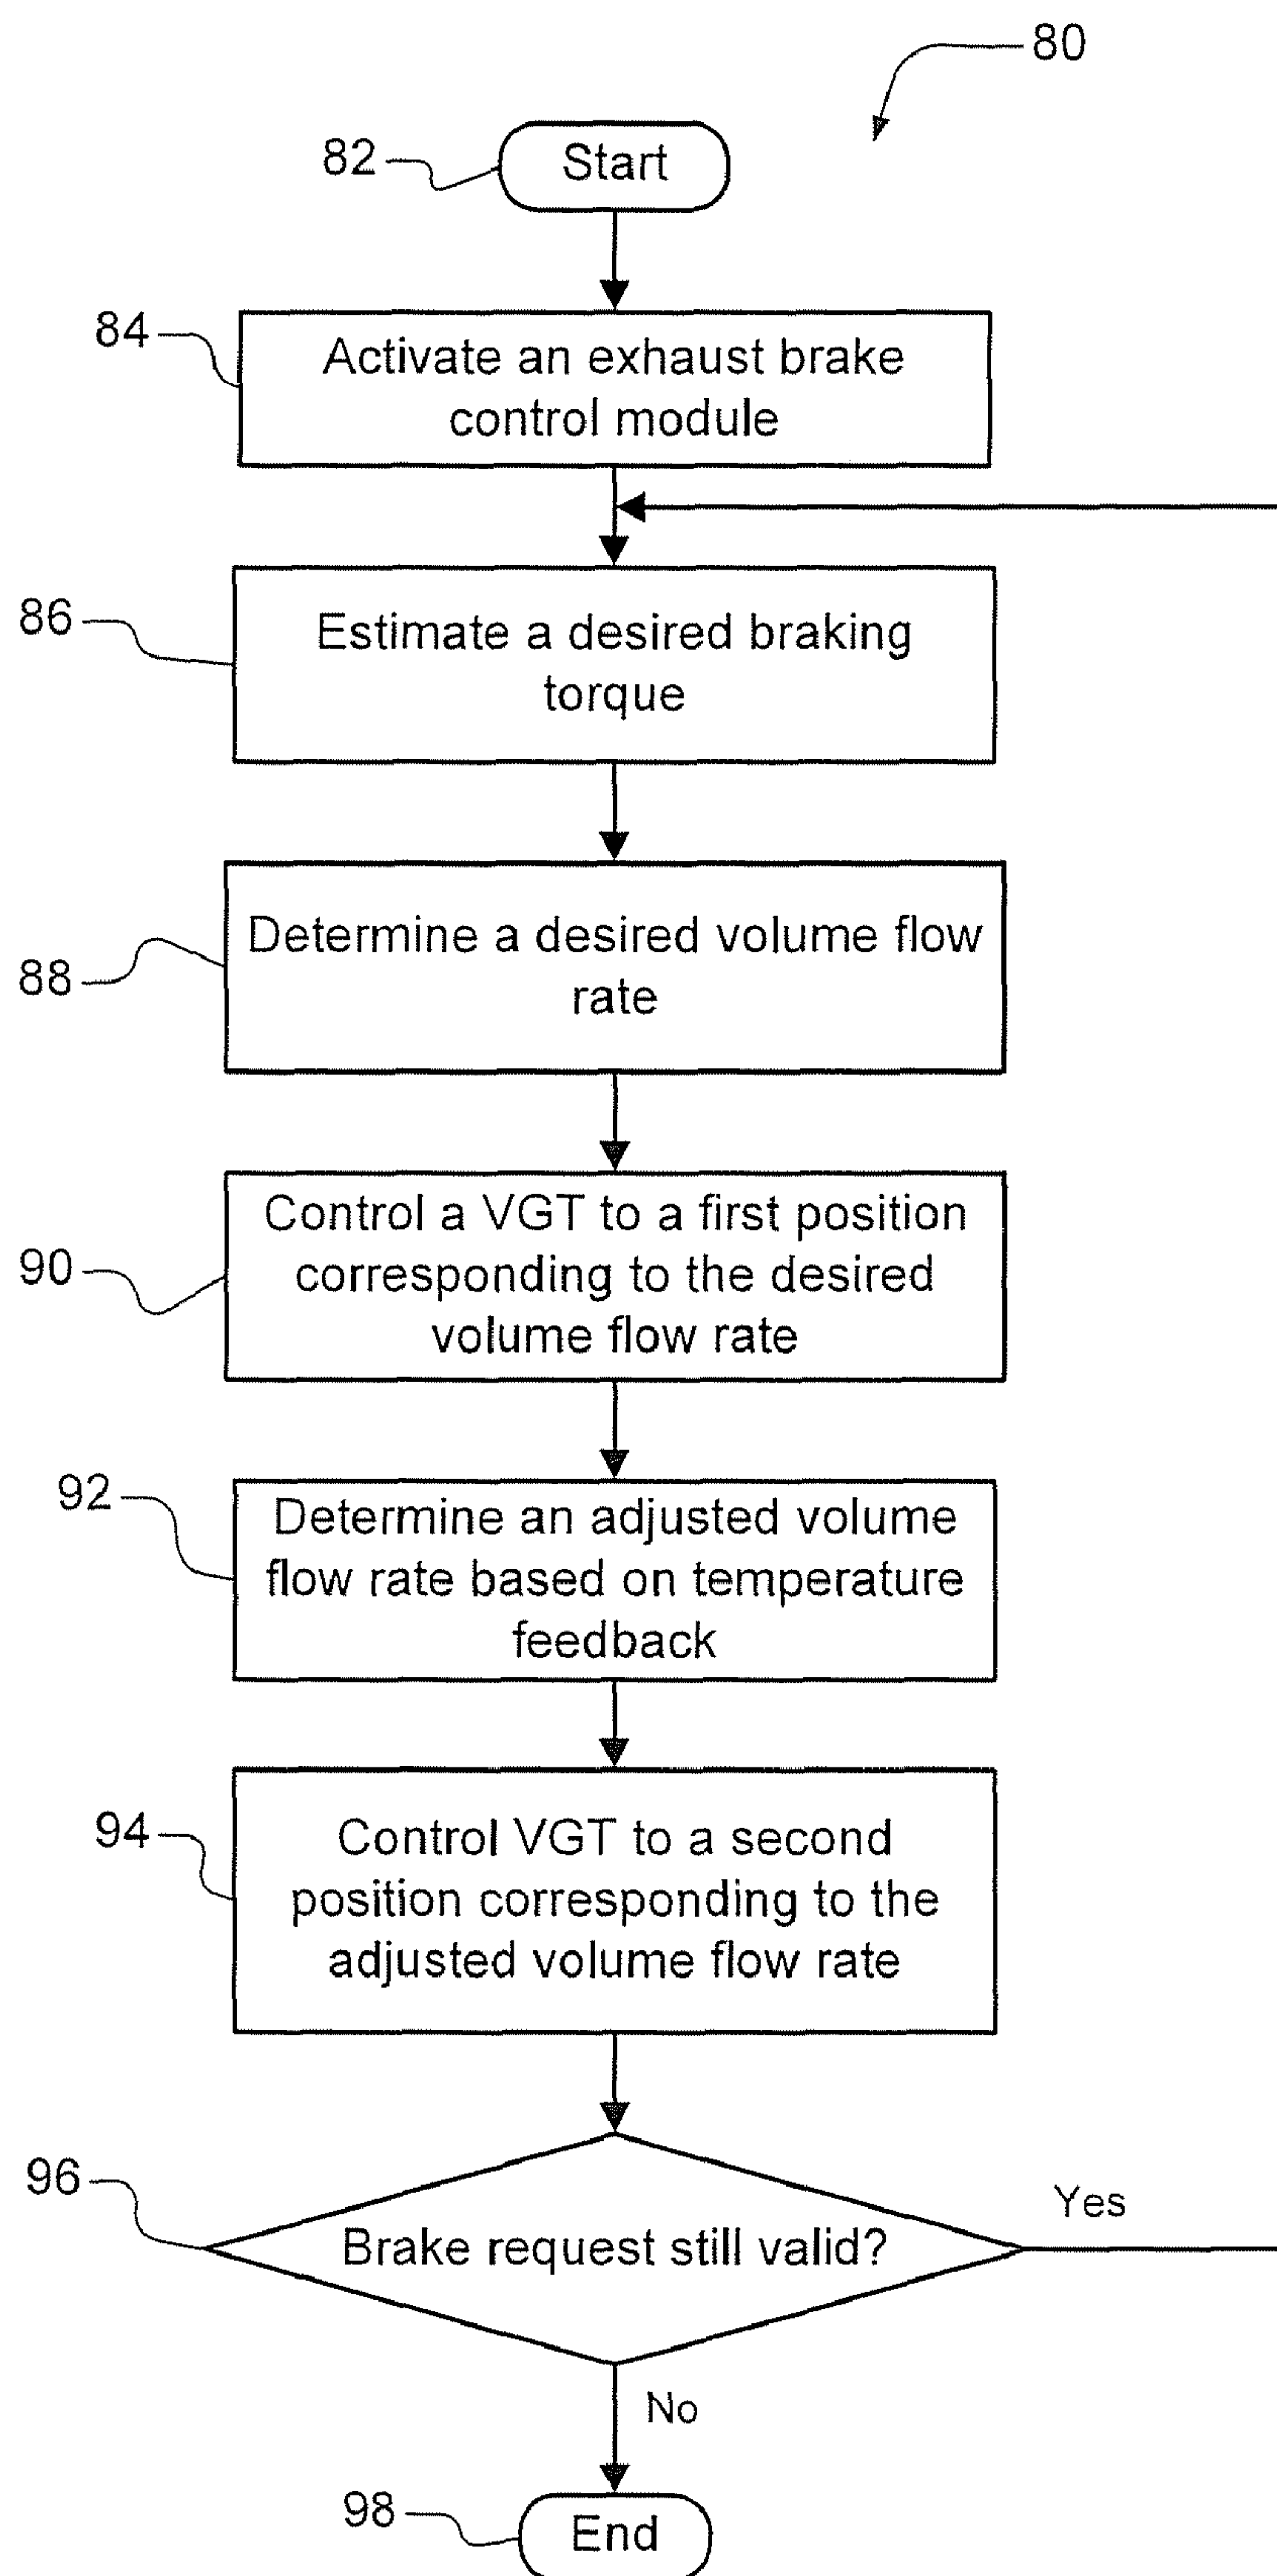 80
82
Start
84
Activate an exhaust brake
control module
86
Estimate a desired braking
torque
88
Determine a desired volume flow
rate
90
Control a VGT to a first position
corresponding to the desired
volume flow rate
92
Determine an adjusted volume
flow rate based on temperature
feedback
94
Control VGT to a second
position corresponding to the
adjusted volume flow rate
96
Brake request still valid?
Yes
No
98
End